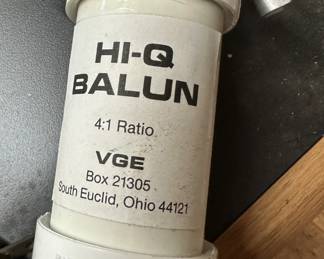 HI-Q
BALUN
4:1 Ratio
VGE
Box 21305
South Euclid, Ohio 44121